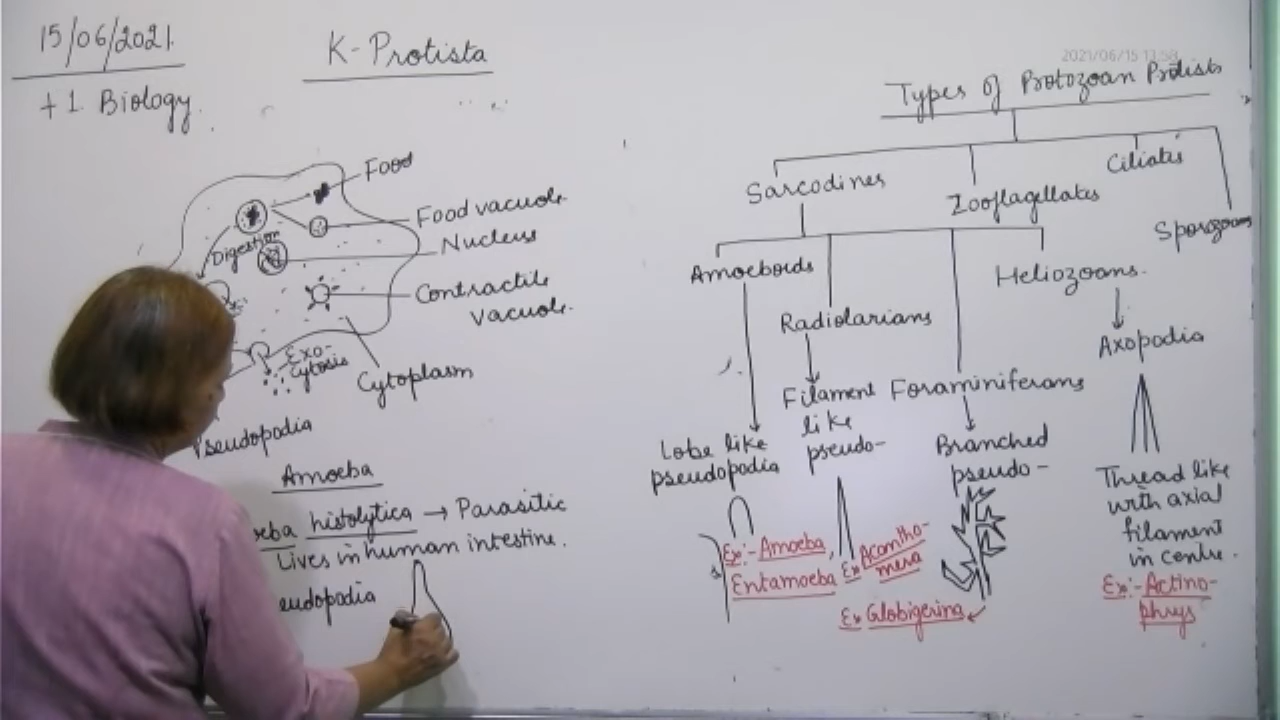 15/06/2021.
K-Protista
+1 Biology.
Food
Food vacuole
Nucleus
Digestion
Contractile
vacuole.
Exo-
cytosis
Cytoplasm
Pseudopodia
Amoeba
histolytica → Parasitic
Lives in human intestine.
2021/06/15 11:58
Types of Protozoan Protists
Sarcodines
Zooflagellates
Ciliates
Sporozoans
Amoeboids
Radiolarians
Foraminiferans
Heliozoans.
Axopodia
Lobe like
pseudopodia
Filament
like
pseudo-
Branched
pseudo-
Thread like
with axial
filament
in centre.
Ex:- Amoeba,
Entamoeba
Ex Acantho-
mera
Ex Globigerina
Ex:- Actino-
phrys